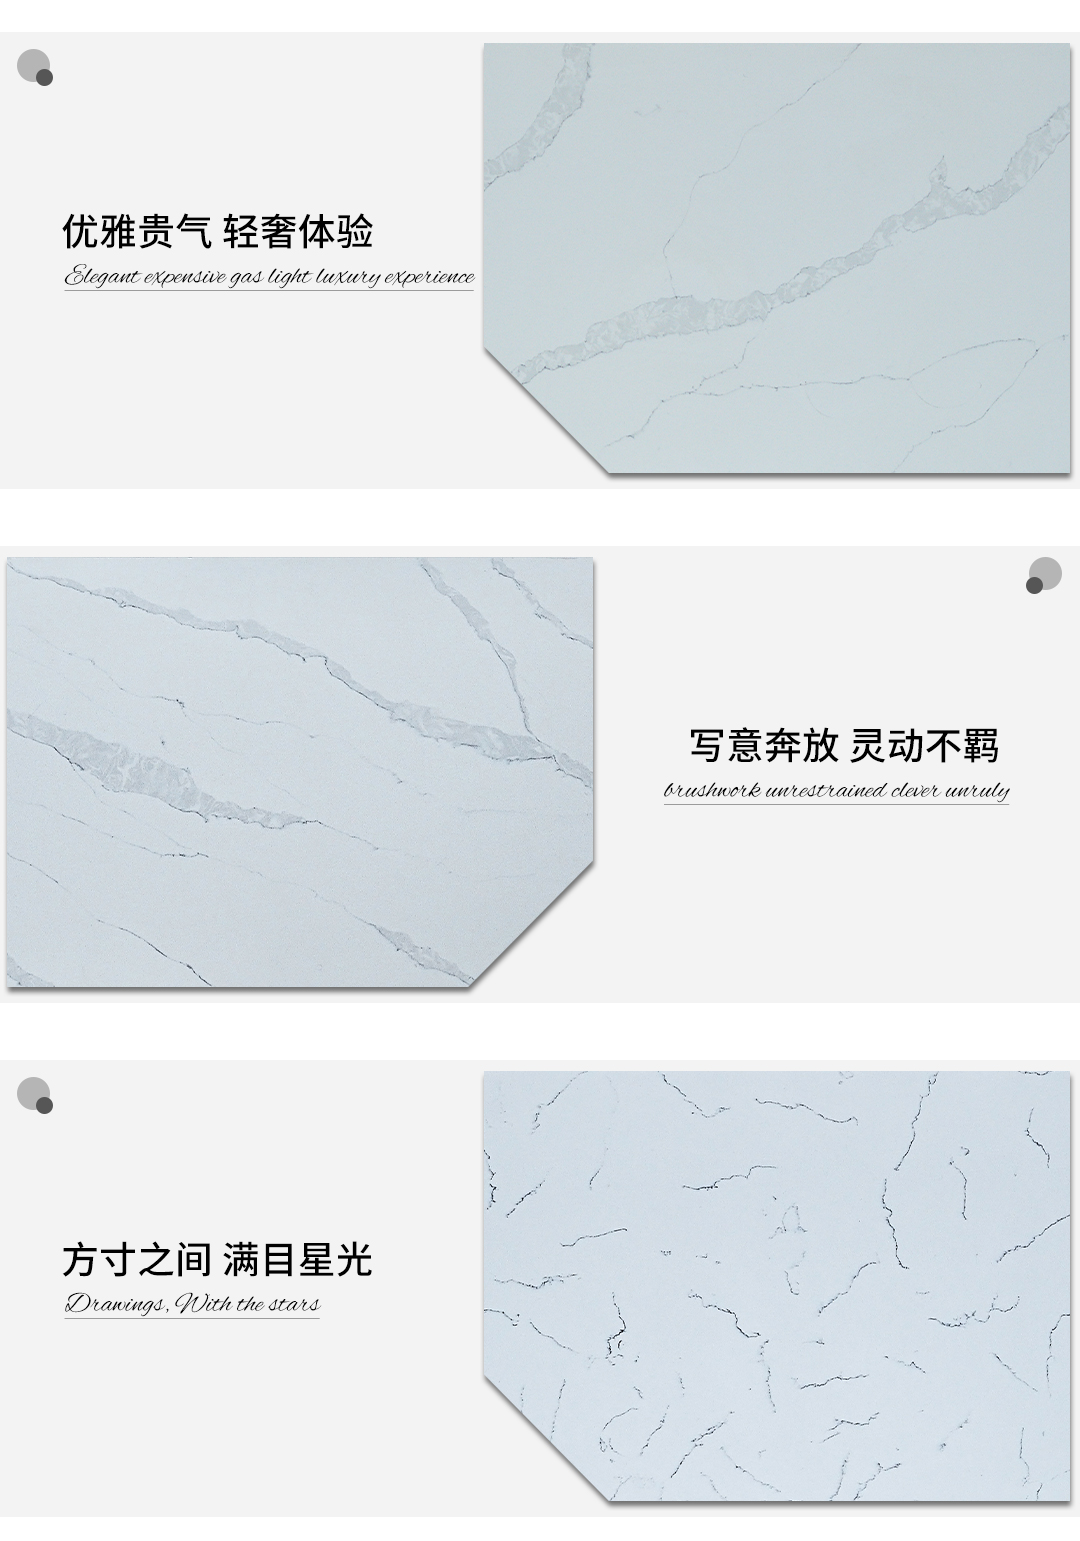 优雅贵气 轻奢体验
Elegant expensive gas light luxury experience
写意奔放 灵动不羁
brushwork unrestrained clever unruly
方寸之间 满目星光
Drawings, With the stars